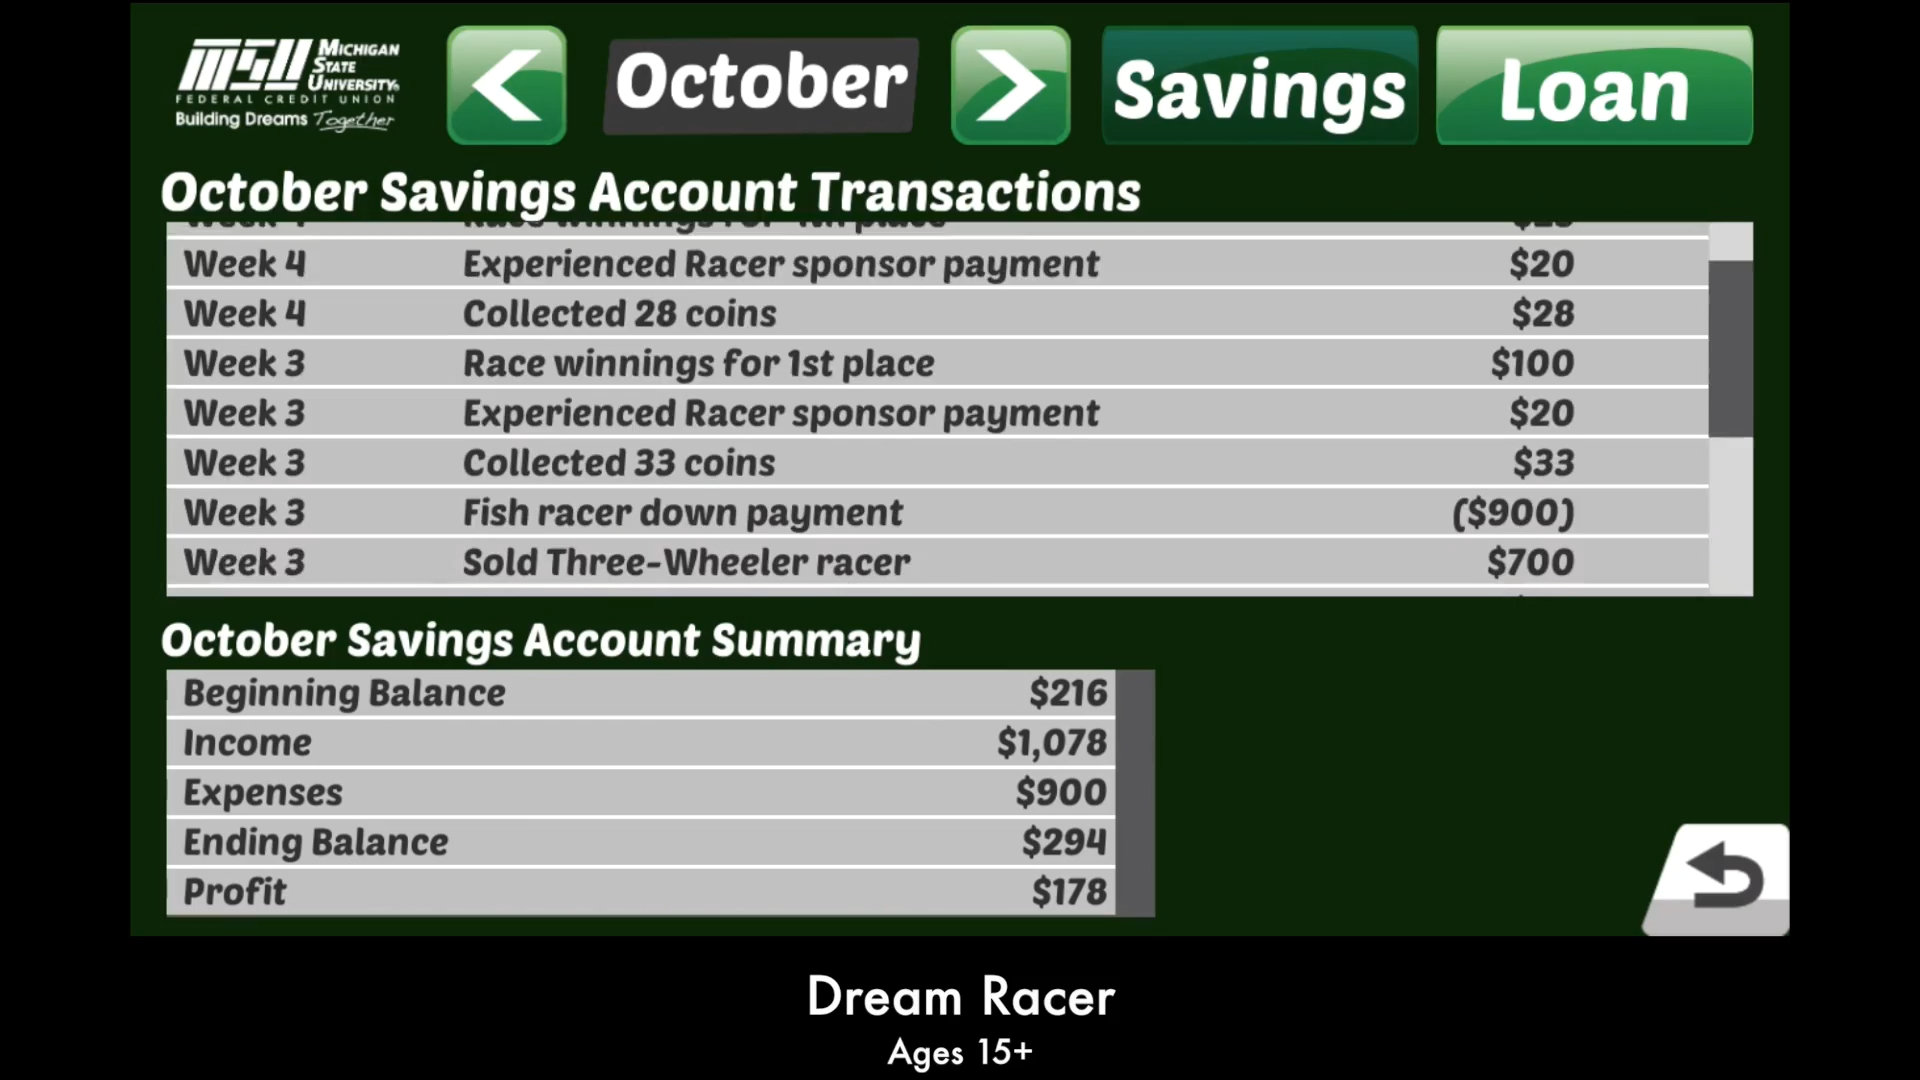 MSU MICHIGAN STATE UNIVERSITY
FEDERAL CREDIT UNION
Building Dreams Together
October
Savings
Loan
October Savings Account Transactions
Week 4 Experienced Racer sponsor payment $20
Week 4 Collected 28 coins $28
Week 3 Race winnings for 1st place $100
Week 3 Experienced Racer sponsor payment $20
Week 3 Collected 33 coins $33
Week 3 Fish racer down payment ($900)
Week 3 Sold Three-Wheeler racer $700
October Savings Account Summary
Beginning Balance $216
Income $1,078
Expenses $900
Ending Balance $294
Profit $178
Dream Racer
Ages 15+